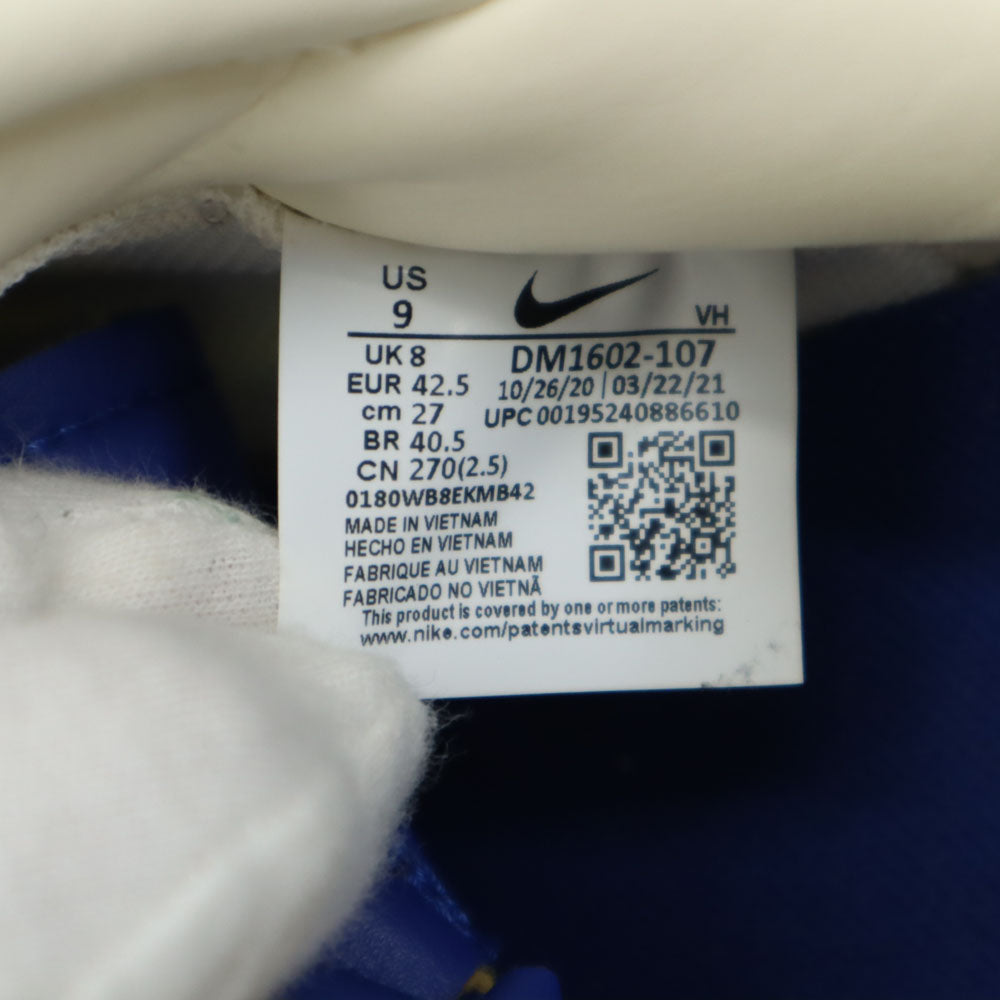 US
9
VH
UK 8
EUR 42.5
cm 27
BR 40.5
CN 270(2.5)
DM1602-107
10/26/20 | 03/22/21
UPC 00195240886610
0180WB8EKMB42
MADE IN VIETNAM
HECHO EN VIETNAM
FABRIQUE AU VIETNAM
FABRICADO NO VIETNÃ
This product is covered by one or more patents:
www.nike.com/patentsvirtualmarking